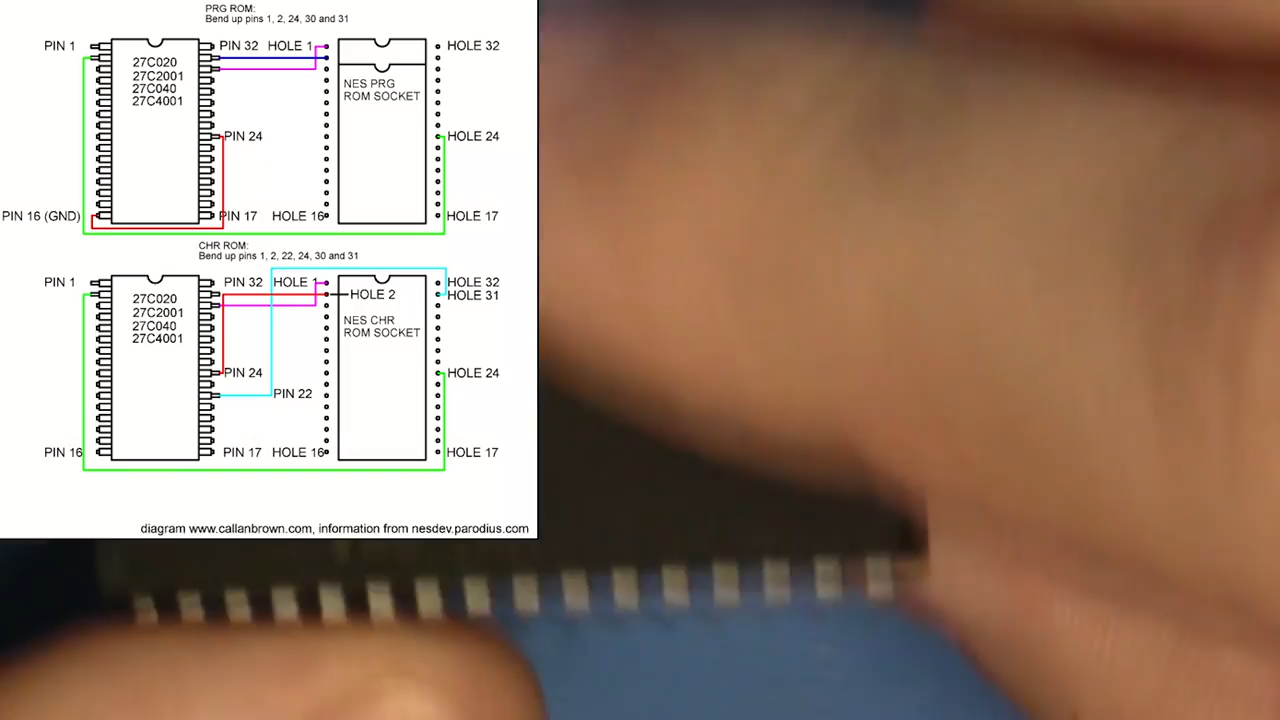 PRG ROM:
Bend up pins 1, 2, 24, 30 and 31
PIN 1
PIN 32
HOLE 1
HOLE 32
27C020
27C2001
27C040
27C4001
NES PRG
ROM SOCKET
PIN 24
HOLE 24
PIN 16 (GND)
PIN 17
HOLE 16
HOLE 17
CHR ROM:
Bend up pins 1, 2, 22, 24, 30 and 31
PIN 1
PIN 32
HOLE 1
HOLE 32
HOLE 2
HOLE 31
27C020
27C2001
27C040
27C4001
NES CHR
ROM SOCKET
PIN 24
HOLE 24
PIN 22
PIN 16
PIN 17
HOLE 16
HOLE 17
diagram www.callanbrown.com, information from nesdev.parodius.com